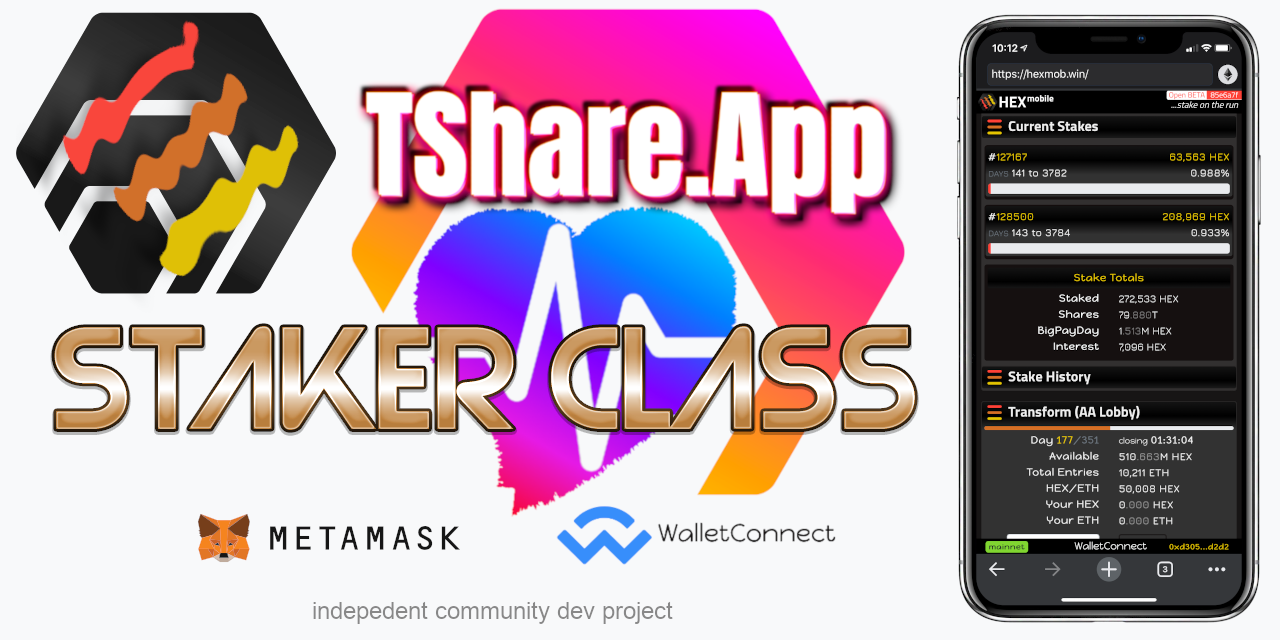 TShare.App
STAKER CLASS
METAMASK
WalletConnect
indepedent community dev project
10:12
https://hexmob.win/
HEXmobile
Open BETA 85e6a7f
...stake on the run
Current Stakes
#127167 63,563 HEX
DAYS 141 to 3782 0.988%
#128500 208,969 HEX
DAYS 143 to 3784 0.933%
Stake Totals
Staked 272,533 HEX
Shares 79.880T
BigPayDay 1.513M HEX
Interest 7,096 HEX
Stake History
Transform (AA Lobby)
Day 177/351 closing 01:31:04
Available 510.663M HEX
Total Entries 10,211 ETH
HEX/ETH 50,008 HEX
Your HEX 0.000 HEX
Your ETH 0.000 ETH
mainnet WalletConnect 0xd305...d2d2
3